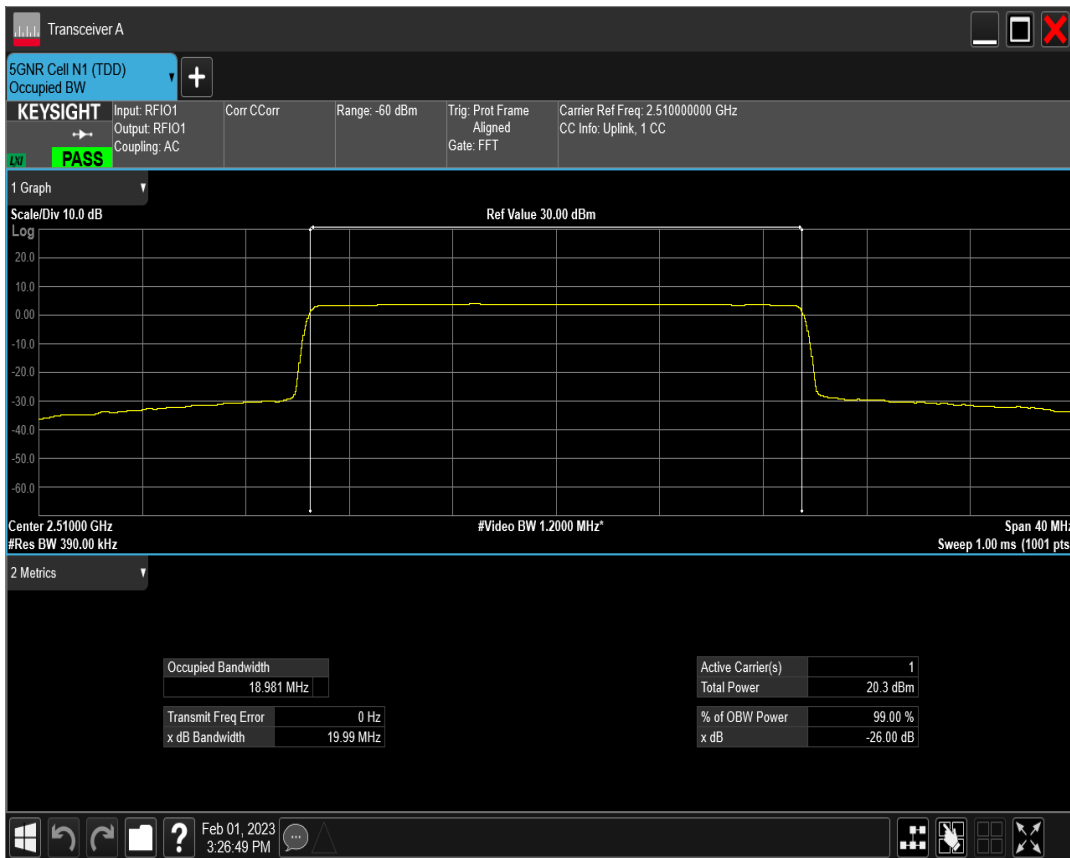 Transceiver A
5GNR Cell N1 (TDD)
Occupied BW
+
KEYSIGHT
LXI
PASS
Input: RFIO1
Output: RFIO1
Coupling: AC
Corr CCorr
Range: -60 dBm
Trig: Prot Frame
Aligned
Gate: FFT
Carrier Ref Freq: 2.510000000 GHz
CC Info: Uplink, 1 CC
1 Graph
Scale/Div 10.0 dB
Ref Value 30.00 dBm
Log
20.0
10.0
0.00
-10.0
-20.0
-30.0
-40.0
-50.0
-60.0
Center 2.51000 GHz
#Video BW 1.2000 MHz*
Span 40 MHz
#Res BW 390.00 kHz
Sweep 1.00 ms (1001 pts
2 Metrics
Occupied Bandwidth
18.981 MHz
Transmit Freq Error 0 Hz
x dB Bandwidth 19.99 MHz
Active Carrier(s) 1
Total Power 20.3 dBm
% of OBW Power 99.00 %
x dB -26.00 dB
?
Feb 01, 2023
3:26:49 PM